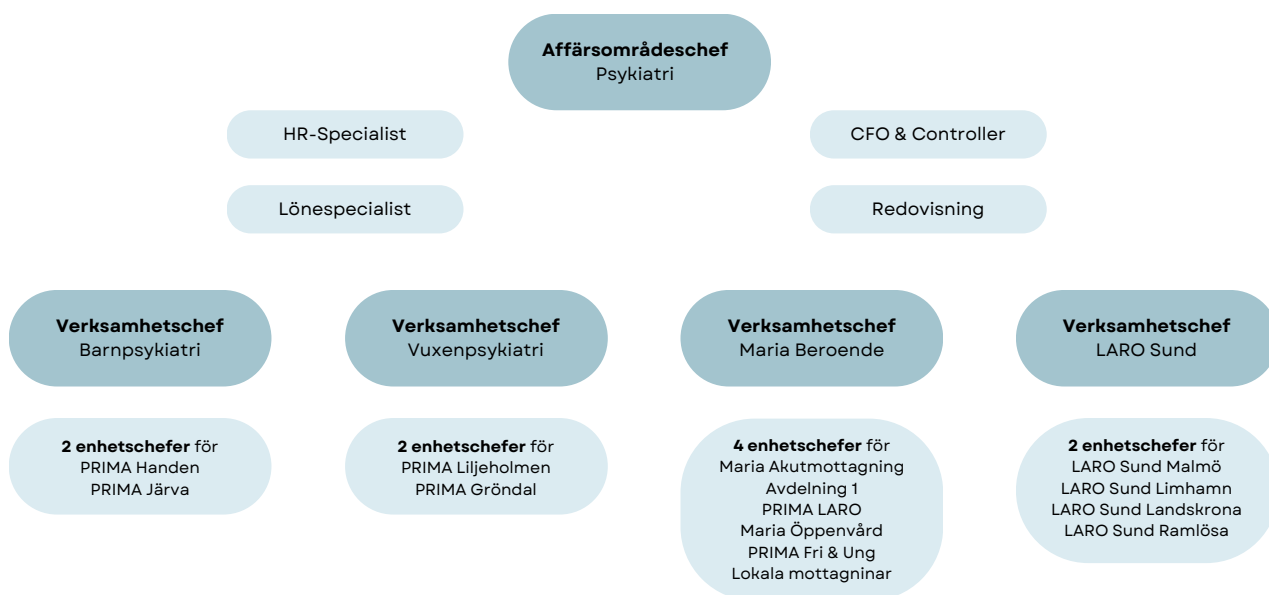 Affärsområdeschef
Psykiatri
HR-Specialist
CFO & Controller
Lönespecialist
Redovisning
Verksamhetschef
Barnpsykiatri
Verksamhetschef
Vuxenpsykiatri
Verksamhetschef
Maria Beroende
Verksamhetschef
LARO Sund
2 enhetschefer för
PRIMA Handen
PRIMA Järva
2 enhetschefer för
PRIMA Liljeholmen
PRIMA Gröndal
4 enhetschefer för
Maria Akutmottagning
Avdelning 1
PRIMA LARO
Maria Öppenvård
PRIMA Fri & Ung
Lokala mottagninar
2 enhetschefer för
LARO Sund Malmö
LARO Sund Limhamn
LARO Sund Landskrona
LARO Sund Ramlösa